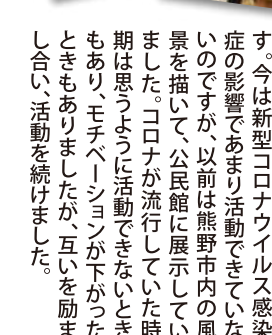 す。今は新型コロナウイルス感染
症の影響であまり活動できていな
いのですが、以前は熊野市内の風
景を描いて、公民館に展示してい
ました。コロナが流行していた時
期は思うように活動できないとき
もあり、モチベーションが下がった
ときもありましたが、互いを励ま
し合い、活動を続けました。